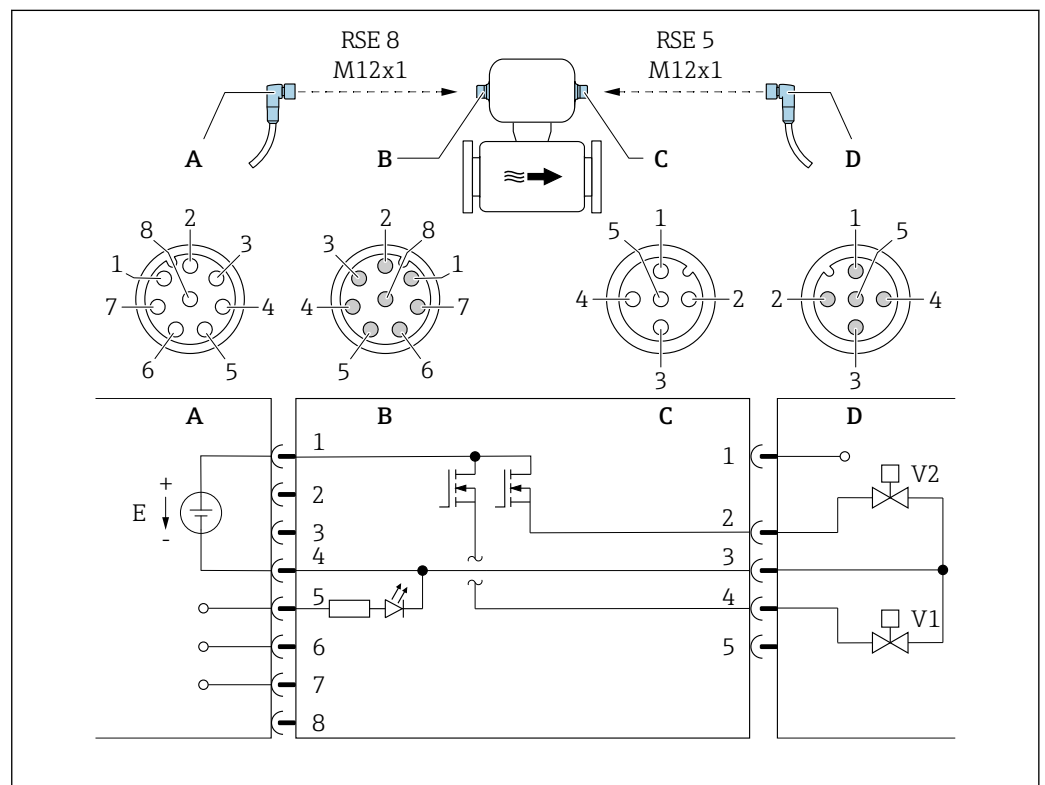 RSE 8 RSE 5
M12x1 M12x1
A B C D
2 2 1
8 3 3 8 5 1 5
1 1
7 4 4 7 4 2 2 4
6 5 5 6 3 3
A B C D
1 1
+ 2 V2
E 3 2
- 4 3
5 4 V1
6 5
7
8